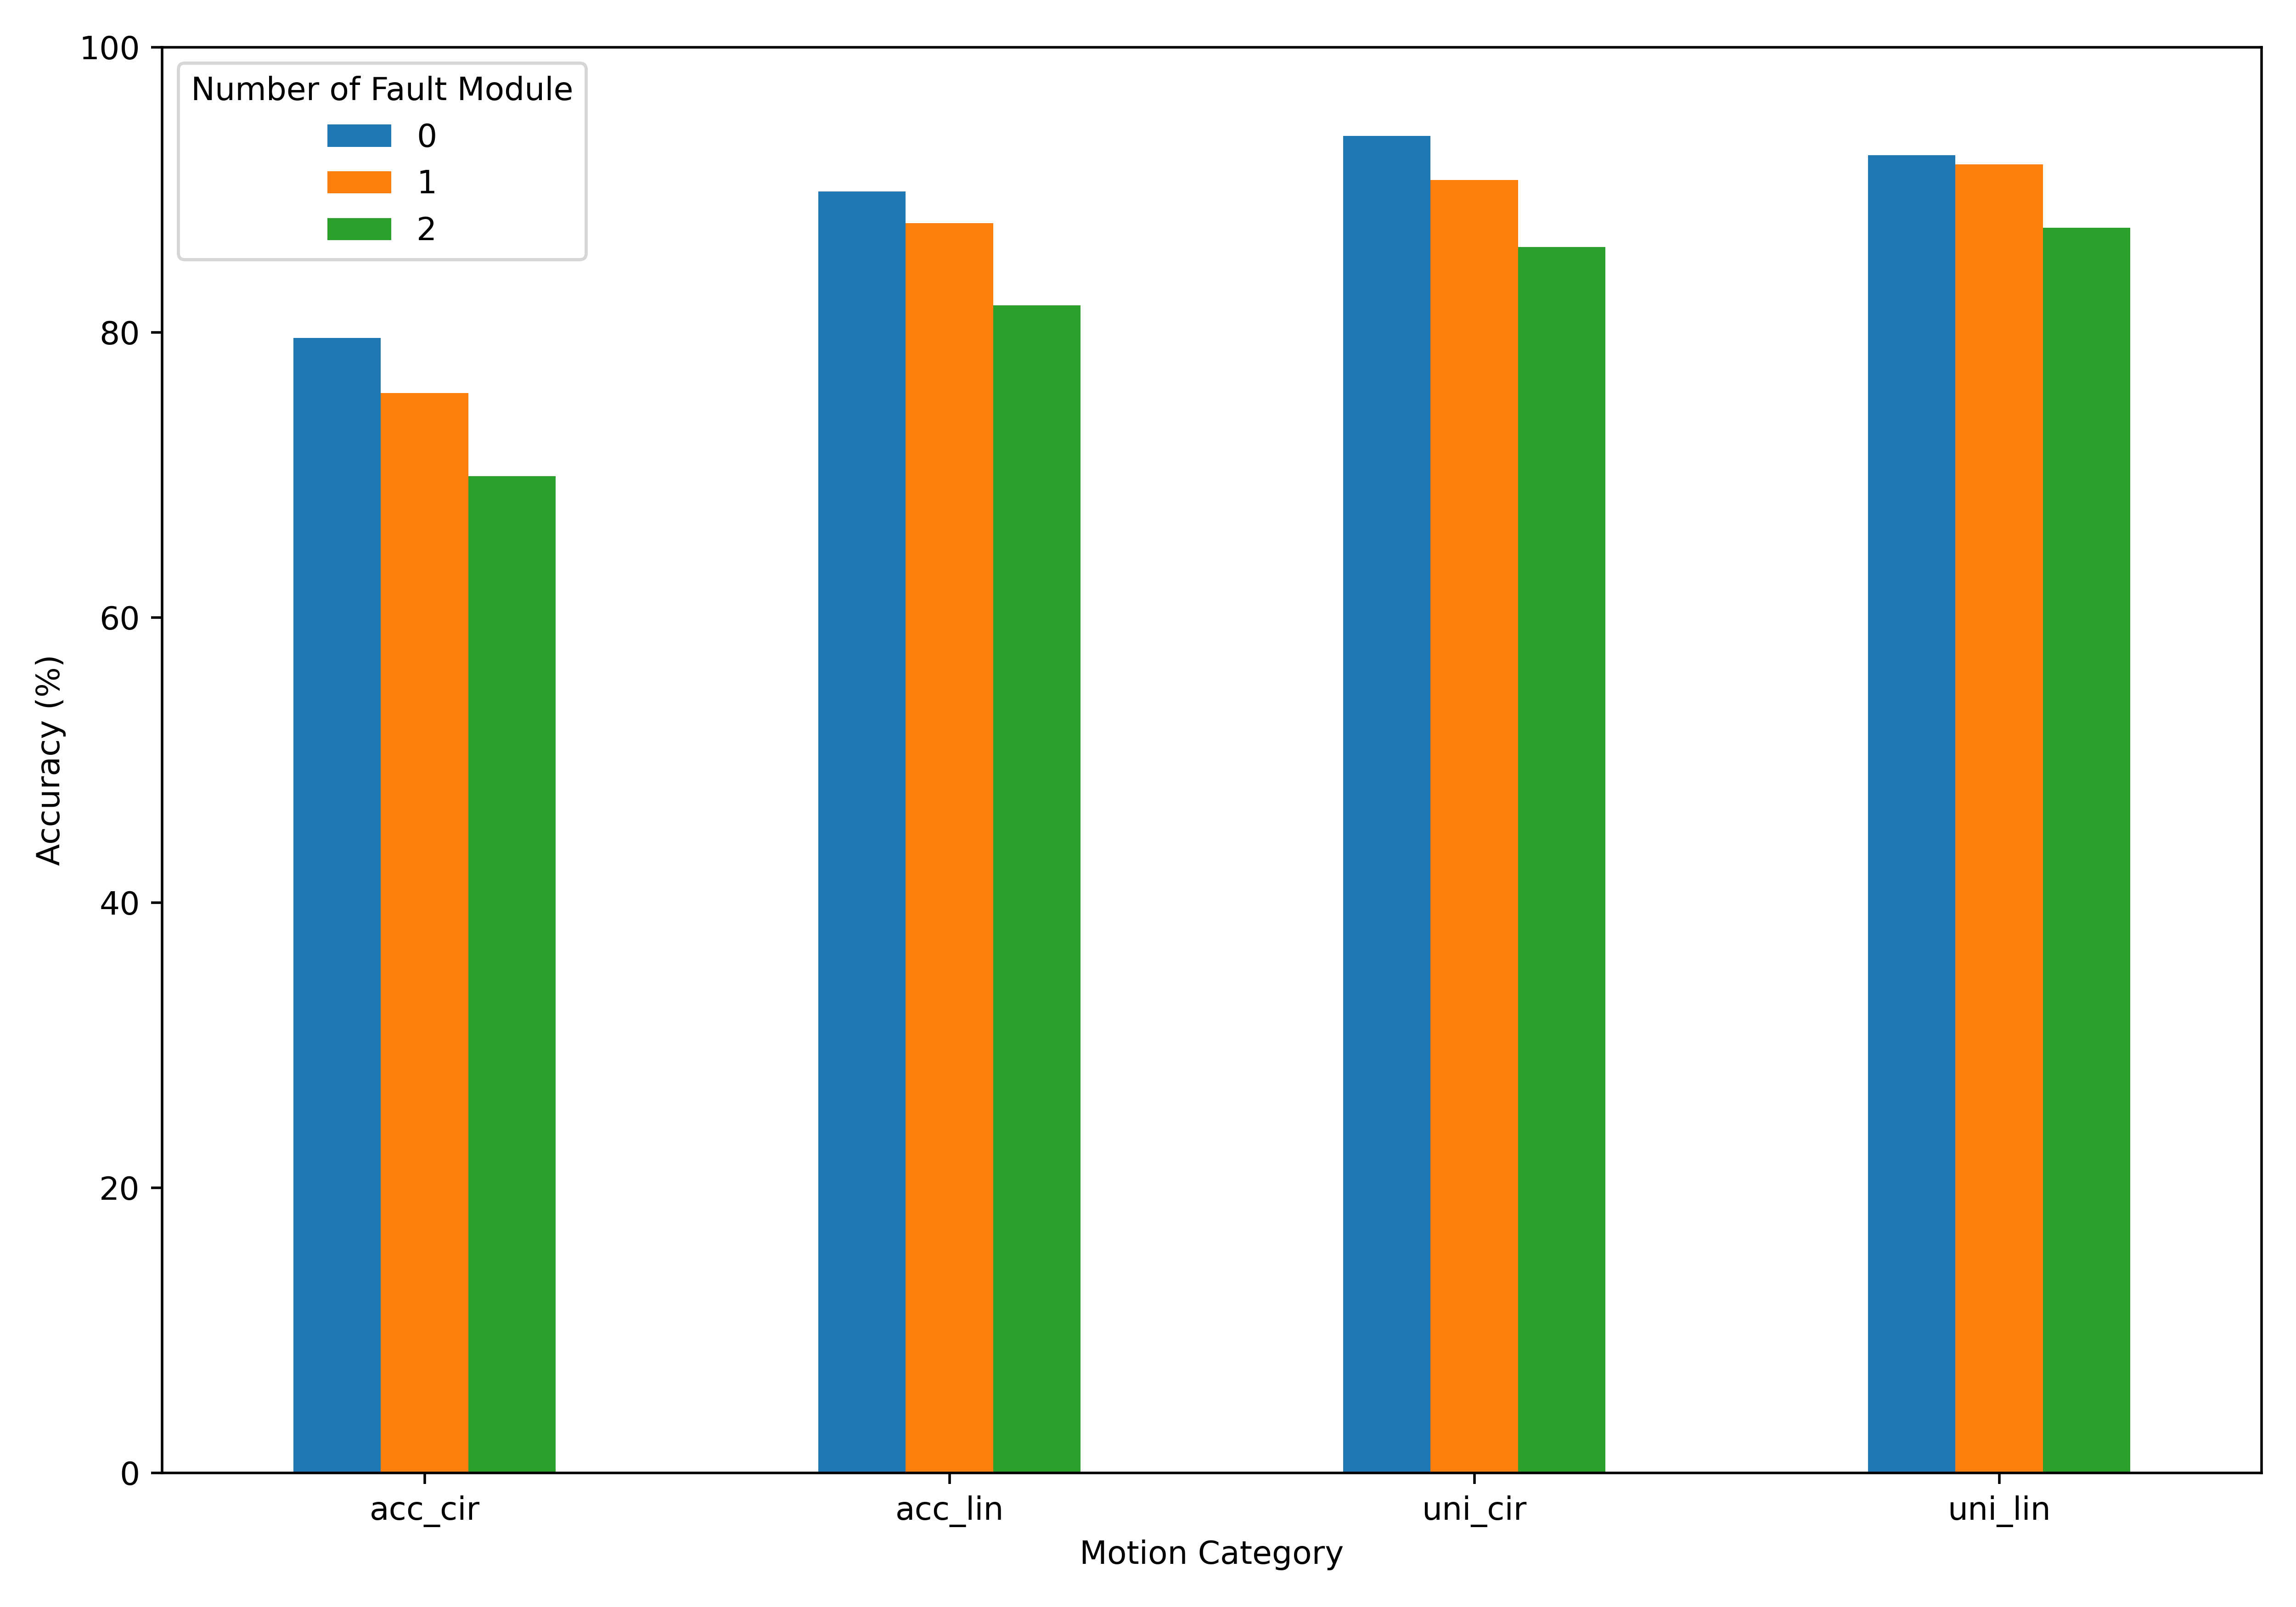 Number of Fault Module
0
1
2
100
80
60
40
20
0
Accuracy (%)
acc_cir
acc_lin
uni_cir
uni_lin
Motion Category